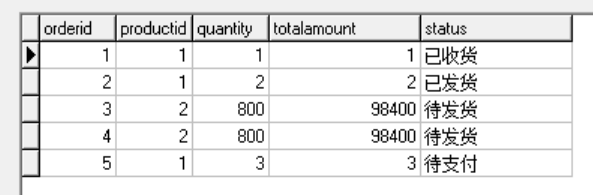 orderid productid quantity totalamount status
1 1 1 1 已收货
2 1 2 2 已发货
3 2 800 98400 待发货
4 2 800 98400 待发货
5 1 3 3 待支付